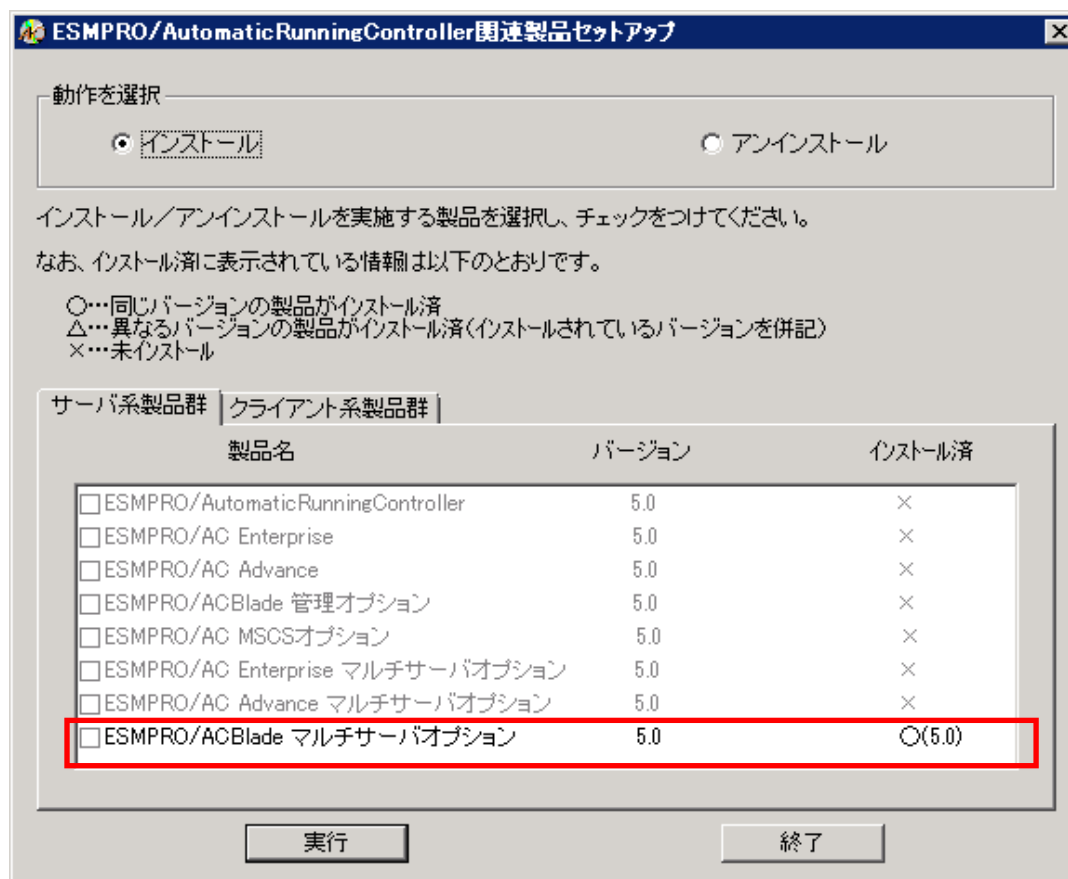 ESMPRO/AutomaticRunningController関連製品セットアップ
動作を選択
インストール アンインストール
インストール／アンインストールを実施する製品を選択し、チェックをつけてください。
なお、インストール済に表示されている情報は以下のとおりです。
○…同じバージョンの製品がインストール済
△…異なるバージョンの製品がインストール済(インストールされているバージョンを併記)
×…未インストール
サーバ系製品群 クライアント系製品群
製品名 バージョン インストール済
ESMPRO/AutomaticRunningController 5.0 ×
ESMPRO/AC Enterprise 5.0 ×
ESMPRO/AC Advance 5.0 ×
ESMPRO/ACBlade 管理オプション 5.0 ×
ESMPRO/AC MSCSオプション 5.0 ×
ESMPRO/AC Enterprise マルチサーバオプション 5.0 ×
ESMPRO/AC Advance マルチサーバオプション 5.0 ×
ESMPRO/ACBlade マルチサーバオプション 5.0 ○(5.0)
実行 終了